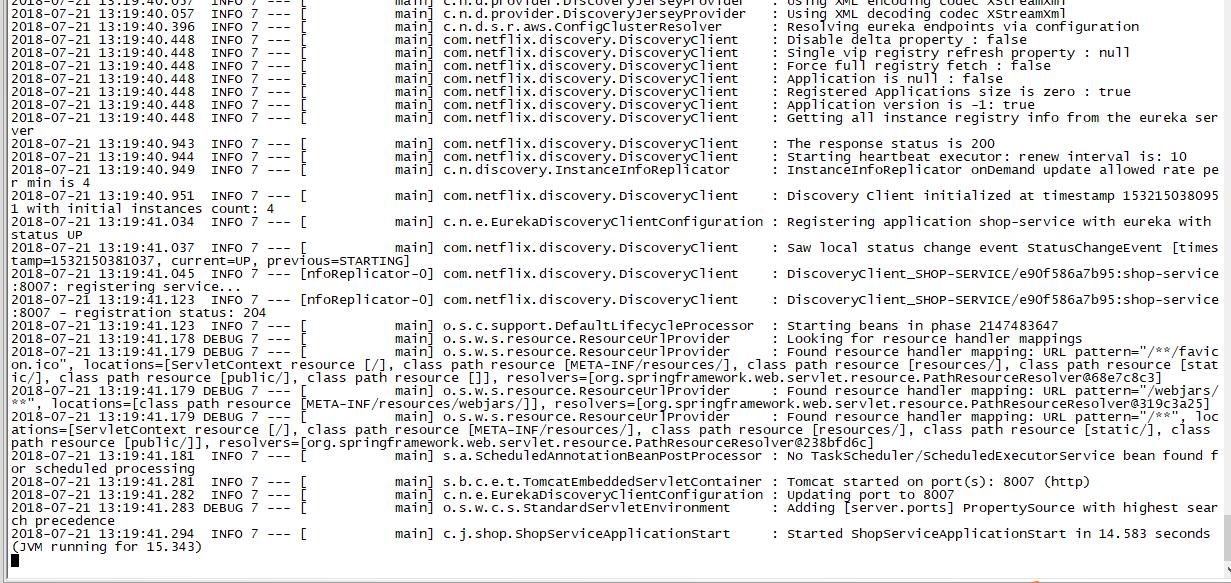 2018-07-21 13:19:40.057  INFO 7 --- [           main] c.n.d.provider.DiscoveryJerseyProvider   : Using XML encoding codec XStreamXml
2018-07-21 13:19:40.057  INFO 7 --- [           main] c.n.d.provider.DiscoveryJerseyProvider   : Using XML decoding codec XStreamXml
2018-07-21 13:19:40.396  INFO 7 --- [           main] c.n.d.s.r.aws.ConfigClusterResolver      : Resolving eureka endpoints via configuration
2018-07-21 13:19:40.448  INFO 7 --- [           main] com.netflix.discovery.DiscoveryClient    : Disable delta property : false
2018-07-21 13:19:40.448  INFO 7 --- [           main] com.netflix.discovery.DiscoveryClient    : Single vip registry refresh property : null
2018-07-21 13:19:40.448  INFO 7 --- [           main] com.netflix.discovery.DiscoveryClient    : Force full registry fetch : false
2018-07-21 13:19:40.448  INFO 7 --- [           main] com.netflix.discovery.DiscoveryClient    : Application is null : false
2018-07-21 13:19:40.448  INFO 7 --- [           main] com.netflix.discovery.DiscoveryClient    : Registered Applications size is zero : true
2018-07-21 13:19:40.448  INFO 7 --- [           main] com.netflix.discovery.DiscoveryClient    : Application version is -1: true
2018-07-21 13:19:40.448  INFO 7 --- [           main] com.netflix.discovery.DiscoveryClient    : Getting all instance registry info from the eureka ser
ver
2018-07-21 13:19:40.943  INFO 7 --- [           main] com.netflix.discovery.DiscoveryClient    : The response status is 200
2018-07-21 13:19:40.944  INFO 7 --- [           main] com.netflix.discovery.DiscoveryClient    : Starting heartbeat executor: renew interval is: 10
2018-07-21 13:19:40.949  INFO 7 --- [           main] c.n.discovery.InstanceInfoReplicator     : InstanceInfoReplicator onDemand update allowed rate pe
r min is 4
2018-07-21 13:19:40.951  INFO 7 --- [           main] com.netflix.discovery.DiscoveryClient    : Discovery Client initialized at timestamp 153215038095
1 with initial instances count: 4
2018-07-21 13:19:41.034  INFO 7 --- [           main] c.n.e.EurekaDiscoveryClientConfiguration : Registering application shop-service with eureka with
status UP
2018-07-21 13:19:41.037  INFO 7 --- [           main] com.netflix.discovery.DiscoveryClient    : Saw local status change event StatusChangeEvent [times
tamp=1532150381037, current=UP, previous=STARTING]
2018-07-21 13:19:41.045  INFO 7 --- [nfoReplicator-0] com.netflix.discovery.DiscoveryClient    : DiscoveryClient_SHOP-SERVICE/e90f586a7b95:shop-service
:8007: registering service...
2018-07-21 13:19:41.123  INFO 7 --- [nfoReplicator-0] com.netflix.discovery.DiscoveryClient    : DiscoveryClient_SHOP-SERVICE/e90f586a7b95:shop-service
:8007 - registration status: 204
2018-07-21 13:19:41.123  INFO 7 --- [           main] o.s.c.support.DefaultLifecycleProcessor  : Starting beans in phase 2147483647
2018-07-21 13:19:41.178 DEBUG 7 --- [           main] o.s.w.s.resource.ResourceUrlProvider     : Looking for resource handler mappings
2018-07-21 13:19:41.179 DEBUG 7 --- [           main] o.s.w.s.resource.ResourceUrlProvider     : Found resource handler mapping: URL pattern="/**/favic
on.ico", locations=[ServletContext resource [/], class path resource [META-INF/resources/], class path resource [resources/], class path resource [stat
ic/], class path resource [public/], class path resource []], resolvers=[org.springframework.web.servlet.resource.PathResourceResolver@68e7c8c3]
2018-07-21 13:19:41.179 DEBUG 7 --- [           main] o.s.w.s.resource.ResourceUrlProvider     : Found resource handler mapping: URL pattern="/webjars/
**", locations=[class path resource [META-INF/resources/webjars/]], resolvers=[org.springframework.web.servlet.resource.PathResourceResolver@319c3a25]
2018-07-21 13:19:41.179 DEBUG 7 --- [           main] o.s.w.s.resource.ResourceUrlProvider     : Found resource handler mapping: URL pattern="/**", loc
ations=[ServletContext resource [/], class path resource [META-INF/resources/], class path resource [resources/], class path resource [static/], class
path resource [public/]], resolvers=[org.springframework.web.servlet.resource.PathResourceResolver@238bfd6c]
2018-07-21 13:19:41.181  INFO 7 --- [           main] s.a.ScheduledAnnotationBeanPostProcessor : No TaskScheduler/ScheduledExecutorService bean found f
or scheduled processing
2018-07-21 13:19:41.281  INFO 7 --- [           main] s.b.c.e.t.TomcatEmbeddedServletContainer : Tomcat started on port(s): 8007 (http)
2018-07-21 13:19:41.282  INFO 7 --- [           main] c.n.e.EurekaDiscoveryClientConfiguration : Updating port to 8007
2018-07-21 13:19:41.283 DEBUG 7 --- [           main] o.s.w.c.s.StandardServletEnvironment     : Adding [server.ports] PropertySource with highest sear
ch precedence
2018-07-21 13:19:41.294  INFO 7 --- [           main] c.j.shop.ShopServiceApplicationStart     : Started ShopServiceApplicationStart in 14.583 seconds
(JVM running for 15.343)